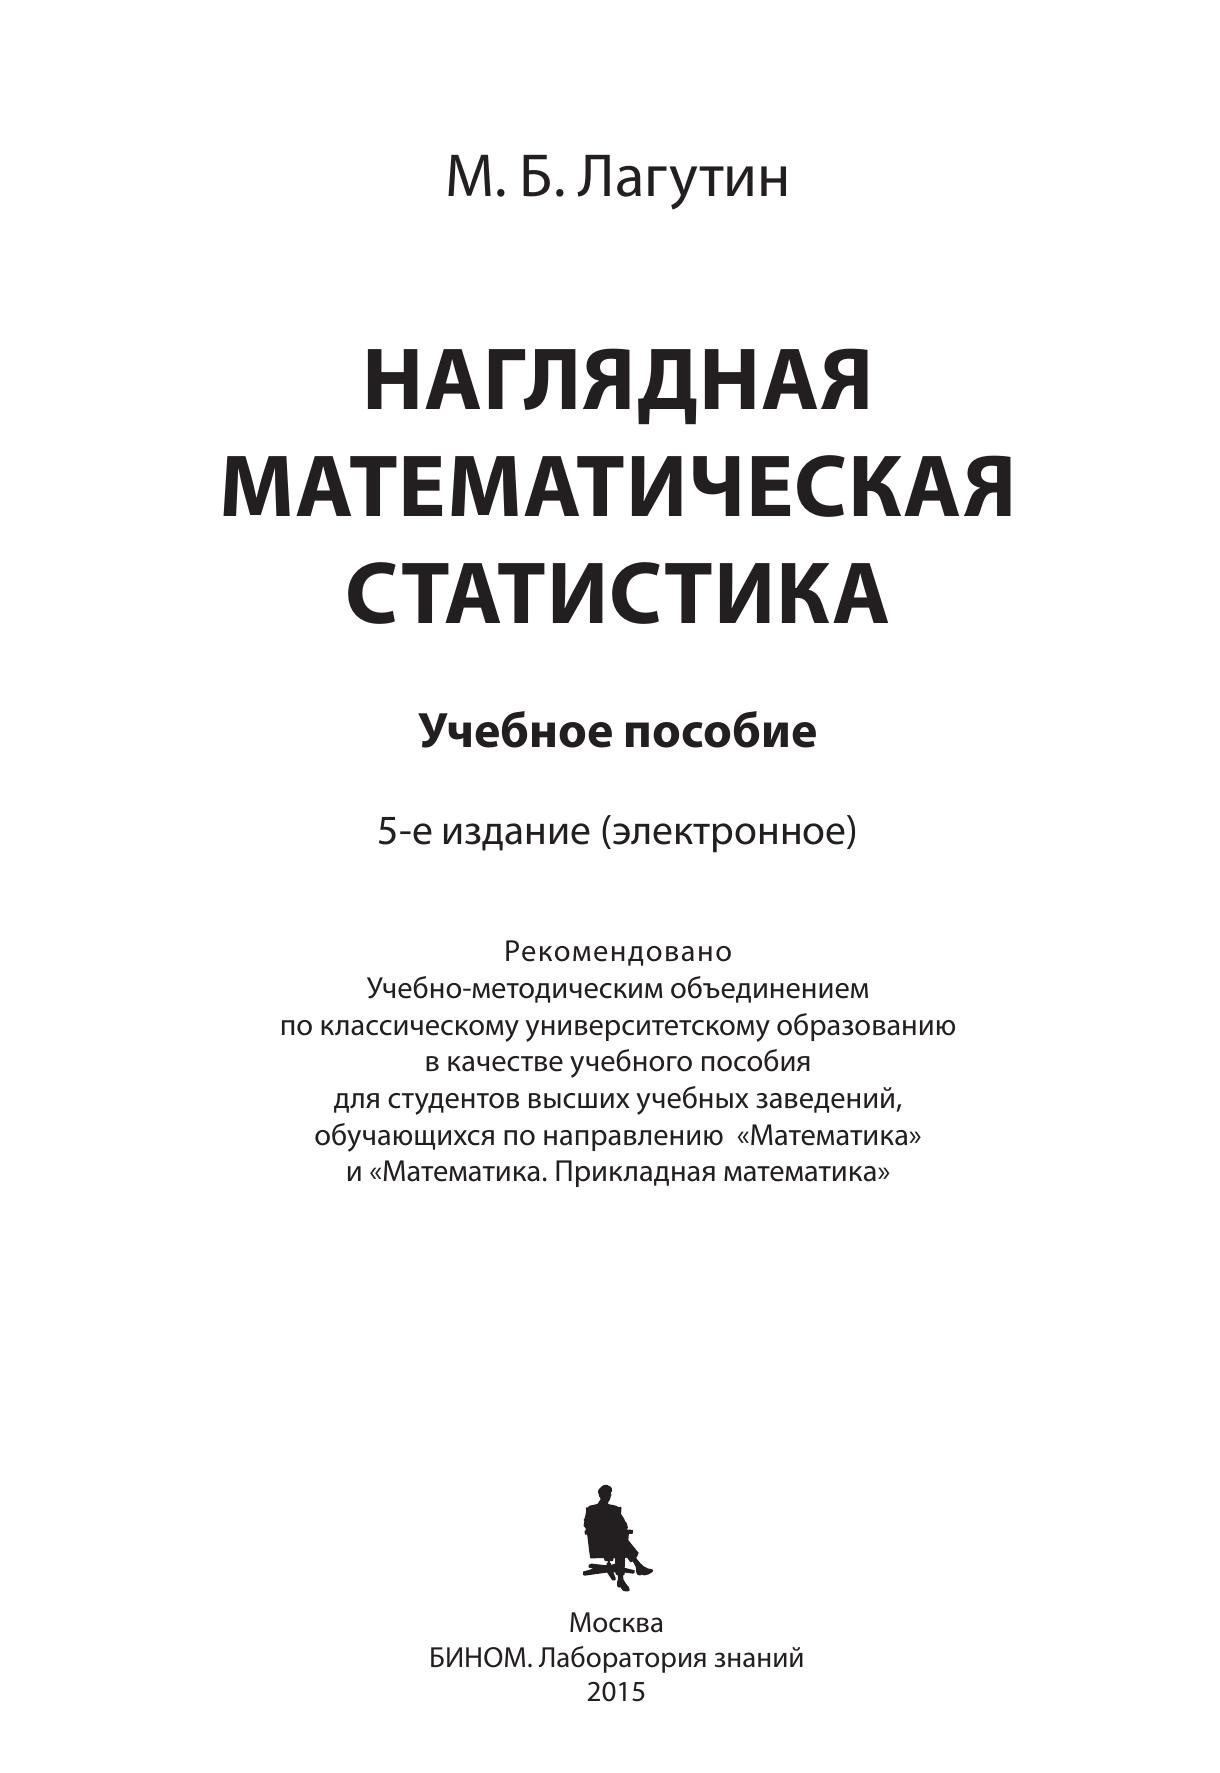 М. Б. Лагутин
НАГЛЯДНАЯ
МАТЕМАТИЧЕСКАЯ
СТАТИСТИКА
Учебное пособие
5-е издание (электронное)
Рекомендовано
Учебно-методическим объединением
по классическому университетскому образованию
в качестве учебного пособия
для студентов высших учебных заведений,
обучающихся по направлению «Математика»
и «Математика. Прикладная математика»
Москва
БИНОМ. Лаборатория знаний
2015